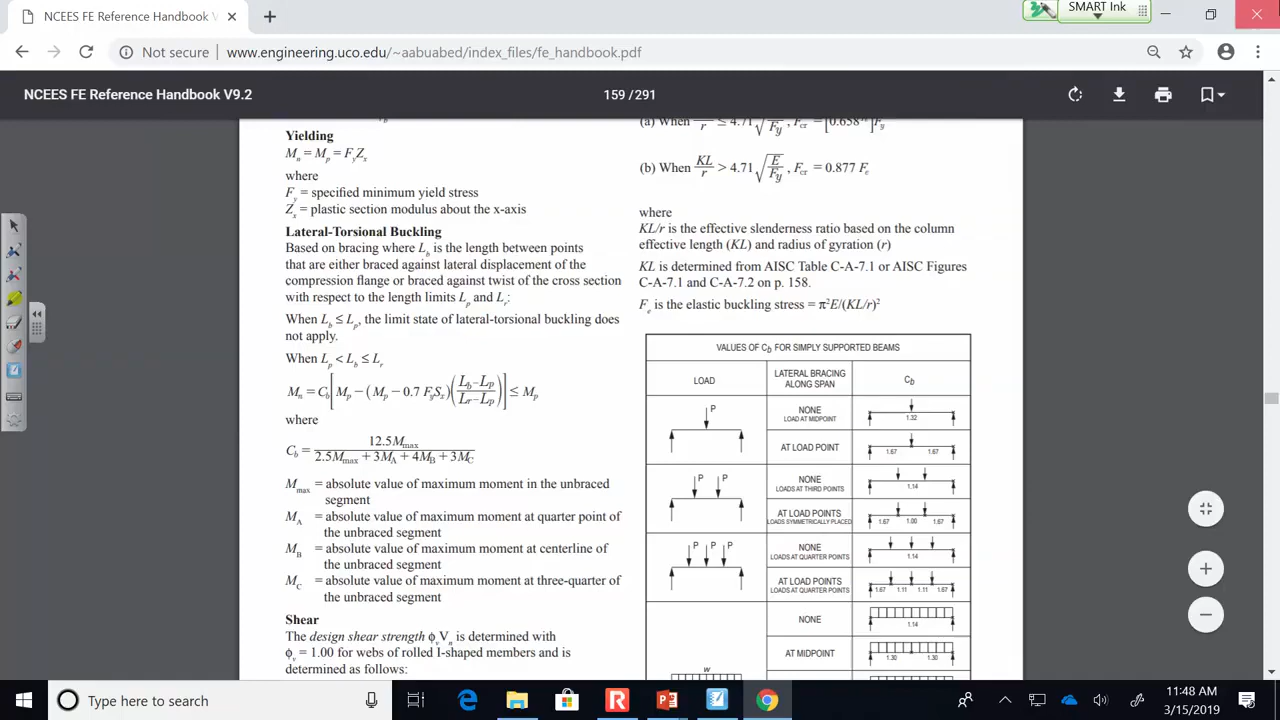 NCEES FE Reference Handbook V9.2
SMART Ink
Not secure | www.engineering.uco.edu/~aabuabed/index_files/fe_handbook.pdf
NCEES FE Reference Handbook V9.2
159 / 291
Yielding
Mn = Mp = FyZx
where
Fy = specified minimum yield stress
Zx = plastic section modulus about the x-axis
Lateral-Torsional Buckling
Based on bracing where Lb is the length between points
that are either braced against lateral displacement of the
compression flange or braced against twist of the cross section
with respect to the length limits Lp and Lr:
When Lb ≤ Lp, the limit state of lateral-torsional buckling does
not apply.
When Lp < Lb ≤ Lr
Mn = Cb[Mp − (Mp − 0.7 FySx)((Lb − Lp)/(Lr − Lp))] ≤ Mp
where
Cb = 12.5Mmax / (2.5Mmax + 3MA + 4MB + 3MC)
Mmax = absolute value of maximum moment in the unbraced
segment
MA = absolute value of maximum moment at quarter point of
the unbraced segment
MB = absolute value of maximum moment at centerline of
the unbraced segment
MC = absolute value of maximum moment at three-quarter of
the unbraced segment
Shear
The design shear strength ϕvVn is determined with
ϕv = 1.00 for webs of rolled I-shaped members and is
determined as follows:
(a) When r ≤ 4.71 √ Fy , Fcr = [0.658 ] Fy
(b) When KL/r > 4.71 √(E/Fy) , Fcr = 0.877 Fe
where
KL/r is the effective slenderness ratio based on the column
effective length (KL) and radius of gyration (r)
KL is determined from AISC Table C-A-7.1 or AISC Figures
C-A-7.1 and C-A-7.2 on p. 158.
Fe is the elastic buckling stress = π²E/(KL/r)²
VALUES OF Cb FOR SIMPLY SUPPORTED BEAMS
LOAD
LATERAL BRACING
ALONG SPAN
Cb
P
NONE
LOAD AT MIDPOINT
1.32
AT LOAD POINT
1.67 1.67
P P
NONE
LOADS AT THIRD POINTS
1.14
AT LOAD POINTS
LOADS SYMMETRICALLY PLACED
1.67 1.00 1.67
P P P
NONE
LOADS AT QUARTER POINTS
1.14
AT LOAD POINTS
LOADS AT QUARTER POINTS
1.67 1.11 1.11 1.67
w
NONE
1.14
AT MIDPOINT
1.30 1.30
Type here to search
11:48 AM
3/15/2019